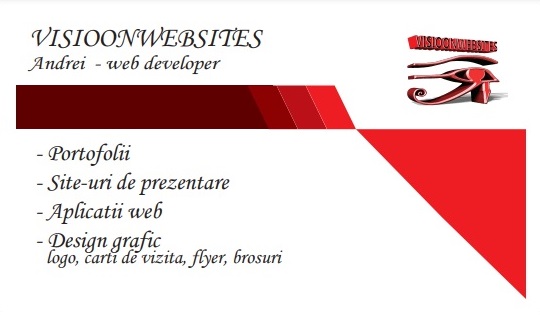 VISIOONWEBSITES
Andrei - web developer
VISIOONWEBSITES
- Portofolii
- Site-uri de prezentare
- Aplicatii web
- Design grafic
logo, carti de vizita, flyer, brosuri